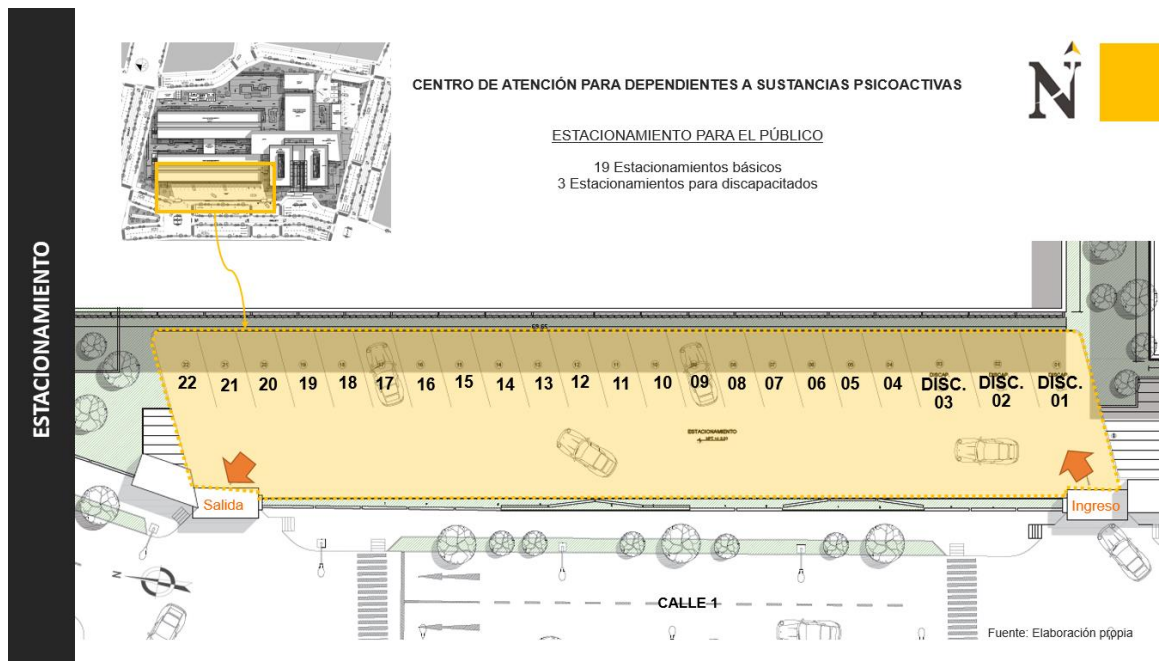 ESTACIONAMIENTO
CENTRO DE ATENCIÓN PARA DEPENDIENTES A SUSTANCIAS PSICOACTIVAS
N
ESTACIONAMIENTO PARA EL PÚBLICO
19 Estacionamientos básicos
3 Estacionamientos para discapacitados
22 21 20 19 18 17 16 15 14 13 12 11 10 09 08 07 06 05 04 DISC. 03 DISC. 02 DISC. 01
ESTACIONAMIENTO
Salida
Ingreso
N
CALLE 1
Fuente: Elaboración propia